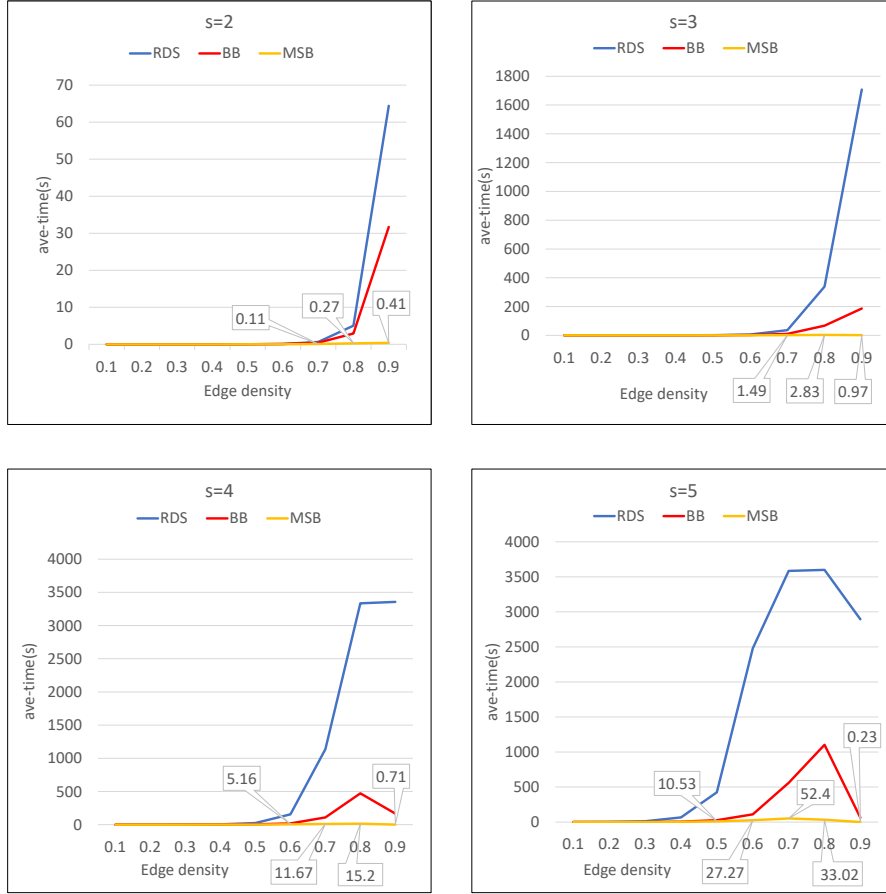 s=2
RDS BB MSB
70
60
50
40
30
20
10
0
ave-time(s)
0.11
0.27
0.41
0.1 0.2 0.3 0.4 0.5 0.6 0.7 0.8 0.9
Edge density
s=3
RDS BB MSB
1800
1600
1400
1200
1000
800
600
400
200
0
ave-time(s)
0.1 0.2 0.3 0.4 0.5 0.6 0.7 0.8 0.9
Edge density
1.49
2.83
0.97
s=4
RDS BB MSB
4000
3500
3000
2500
2000
1500
1000
500
0
ave-time(s)
5.16
0.71
0.1 0.2 0.3 0.4 0.5 0.6 0.7 0.8 0.9
Edge density
11.67
15.2
s=5
RDS BB MSB
4000
3500
3000
2500
2000
1500
1000
500
0
ave-time(s)
10.53
52.4
0.23
0.1 0.2 0.3 0.4 0.5 0.6 0.7 0.8 0.9
Edge density
27.27
33.02